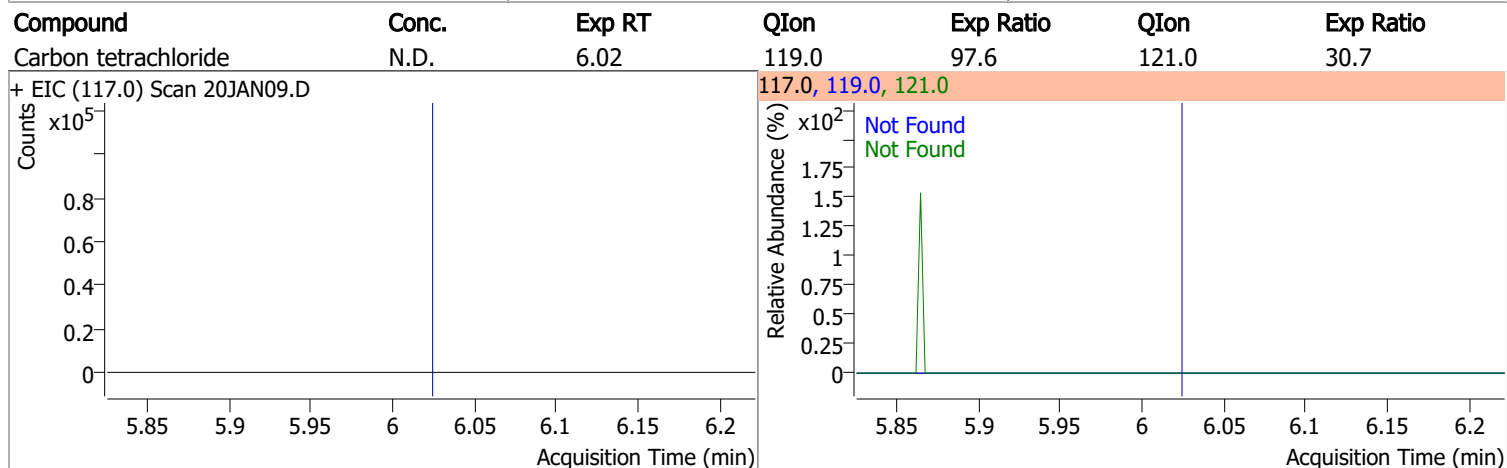 Compound Conc. Exp RT QIon Exp Ratio QIon Exp Ratio
Carbon tetrachloride N.D. 6.02 119.0 97.6 121.0 30.7
+ EIC (117.0) Scan 20JAN09.D
Counts
x10⁵
0.8
0.6
0.4
0.2
0
5.85 5.9 5.95 6 6.05 6.1 6.15 6.2
Acquisition Time (min)
117.0, 119.0, 121.0
Relative Abundance (%)
x10²
Not Found
Not Found
1.75
1.5
1.25
1
0.75
0.5
0.25
0
5.85 5.9 5.95 6 6.05 6.1 6.15 6.2
Acquisition Time (min)